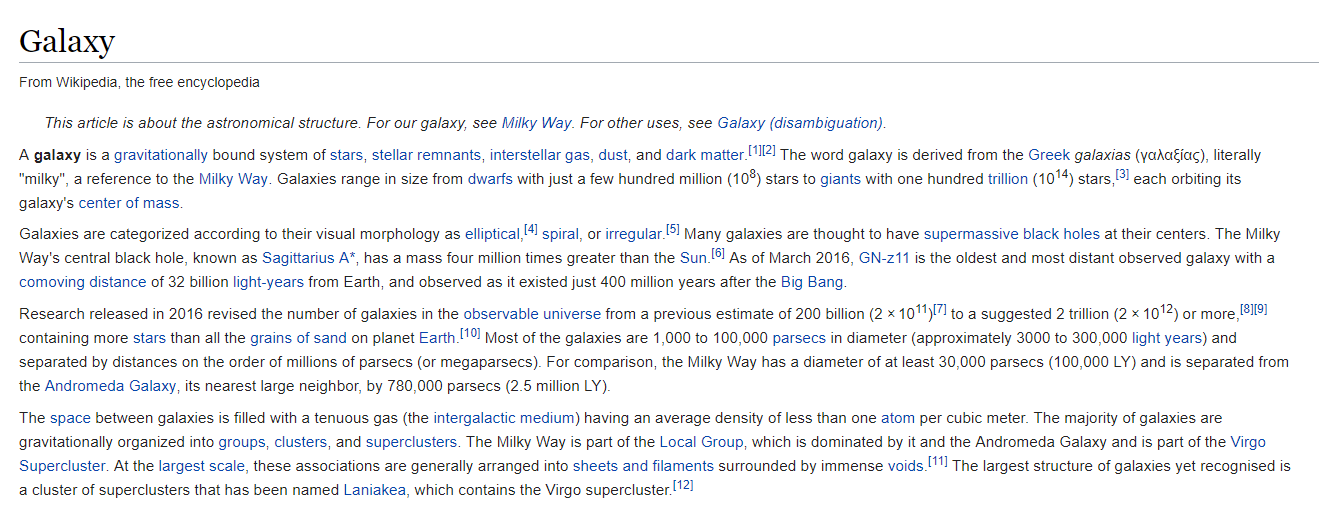 Galaxy
From Wikipedia, the free encyclopedia
This article is about the astronomical structure. For our galaxy, see Milky Way. For other uses, see Galaxy (disambiguation).
A galaxy is a gravitationally bound system of stars, stellar remnants, interstellar gas, dust, and dark matter.[1][2] The word galaxy is derived from the Greek galaxias (γαλαξίας), literally
"milky", a reference to the Milky Way. Galaxies range in size from dwarfs with just a few hundred million (10⁸) stars to giants with one hundred trillion (10¹⁴) stars,[3] each orbiting its
galaxy's center of mass.
Galaxies are categorized according to their visual morphology as elliptical,[4] spiral, or irregular.[5] Many galaxies are thought to have supermassive black holes at their centers. The Milky
Way's central black hole, known as Sagittarius A*, has a mass four million times greater than the Sun.[6] As of March 2016, GN-z11 is the oldest and most distant observed galaxy with a
comoving distance of 32 billion light-years from Earth, and observed as it existed just 400 million years after the Big Bang.
Research released in 2016 revised the number of galaxies in the observable universe from a previous estimate of 200 billion (2 × 10¹¹)[7] to a suggested 2 trillion (2 × 10¹²) or more,[8][9]
containing more stars than all the grains of sand on planet Earth.[10] Most of the galaxies are 1,000 to 100,000 parsecs in diameter (approximately 3000 to 300,000 light years) and
separated by distances on the order of millions of parsecs (or megaparsecs). For comparison, the Milky Way has a diameter of at least 30,000 parsecs (100,000 LY) and is separated from
the Andromeda Galaxy, its nearest large neighbor, by 780,000 parsecs (2.5 million LY).
The space between galaxies is filled with a tenuous gas (the intergalactic medium) having an average density of less than one atom per cubic meter. The majority of galaxies are
gravitationally organized into groups, clusters, and superclusters. The Milky Way is part of the Local Group, which is dominated by it and the Andromeda Galaxy and is part of the Virgo
Supercluster. At the largest scale, these associations are generally arranged into sheets and filaments surrounded by immense voids.[11] The largest structure of galaxies yet recognised is
a cluster of superclusters that has been named Laniakea, which contains the Virgo supercluster.[12]